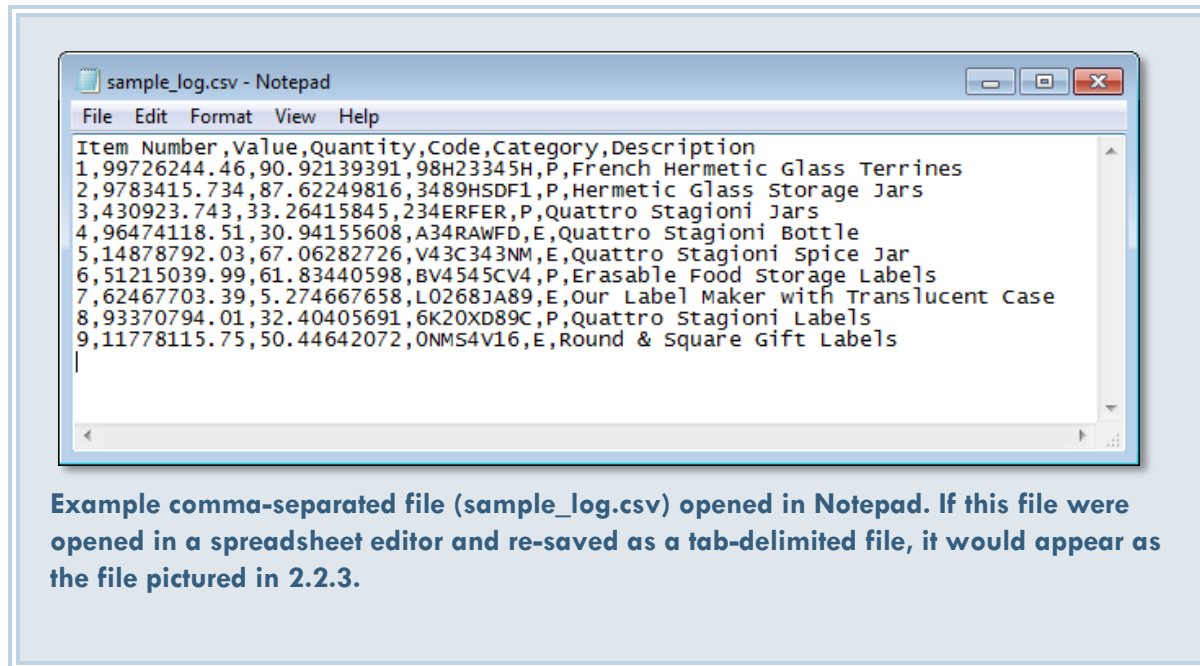 sample_log.csv - Notepad
File Edit Format View Help
Item Number,Value,Quantity,Code,Category,Description
1,99726244.46,90.92139391,98H23345H,P,French Hermetic Glass Terrines
2,9783415.734,87.62249816,3489HSDF1,P,Hermetic Glass Storage Jars
3,430923.743,33.26415845,234ERFER,P,Quattro Stagioni Jars
4,96474118.51,30.94155608,A34RAWFD,E,Quattro Stagioni Bottle
5,14878792.03,67.06282726,V43C343NM,E,Quattro Stagioni Spice Jar
6,51215039.99,61.83440598,BV4545CV4,P,Erasable Food Storage Labels
7,62467703.39,5.274667658,L0268JA89,E,Our Label Maker with Translucent Case
8,93370794.01,32.40405691,6K20XD89C,P,Quattro Stagioni Labels
9,11778115.75,50.44642072,0NMS4V16,E,Round & Square Gift Labels
Example comma-separated file (sample_log.csv) opened in Notepad. If this file were
opened in a spreadsheet editor and re-saved as a tab-delimited file, it would appear as
the file pictured in 2.2.3.